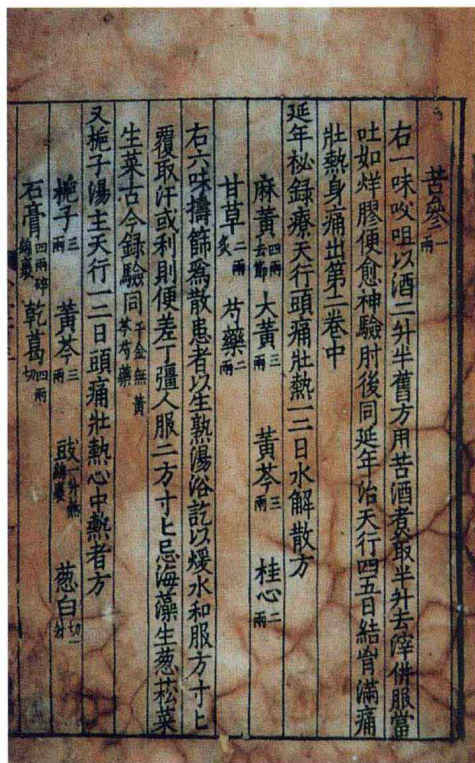 苦參一兩
右一味㕮咀以酒二升半舊方用苦酒煮取半升去滓併服當
吐如烊膠便愈神驗肘後同延年治天行四五日結胷滿痛
壯熱身痛出第二卷中
延年秘錄療天行頭痛壯熱一二日水解散方
麻黃四兩去節 大黃三兩 黃芩三兩 桂心二兩
甘草二兩炙 芍藥二兩
右六味擣篩爲散患者以生熟湯浴訖以煖水和服方寸匕
覆取汗或利則便差丁彊人服二方寸匕忌海藻生葱菘菜
生菜古今錄驗同千金無黃芩芍藥
又梔子湯主天行一二日頭痛壯熱心中熱者方
梔子三兩 黃芩三兩 豉一升熬綿裹 葱白切一升
石膏四兩碎綿裹 乾葛四兩切